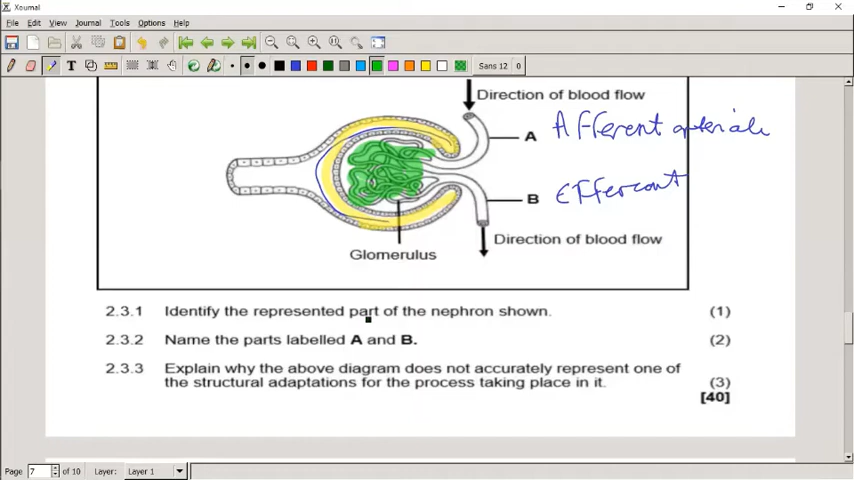 Xournal
File Edit View Journal Tools Options Help
Sans 12 0
Direction of blood flow
A Afferent arteriole
B Efferent
Direction of blood flow
Glomerulus
2.3.1 Identify the represented part of the nephron shown. (1)
2.3.2 Name the parts labelled A and B. (2)
2.3.3 Explain why the above diagram does not accurately represent one of
the structural adaptations for the process taking place in it. (3)
[40]
Page 7 of 10 Layer: Layer 1